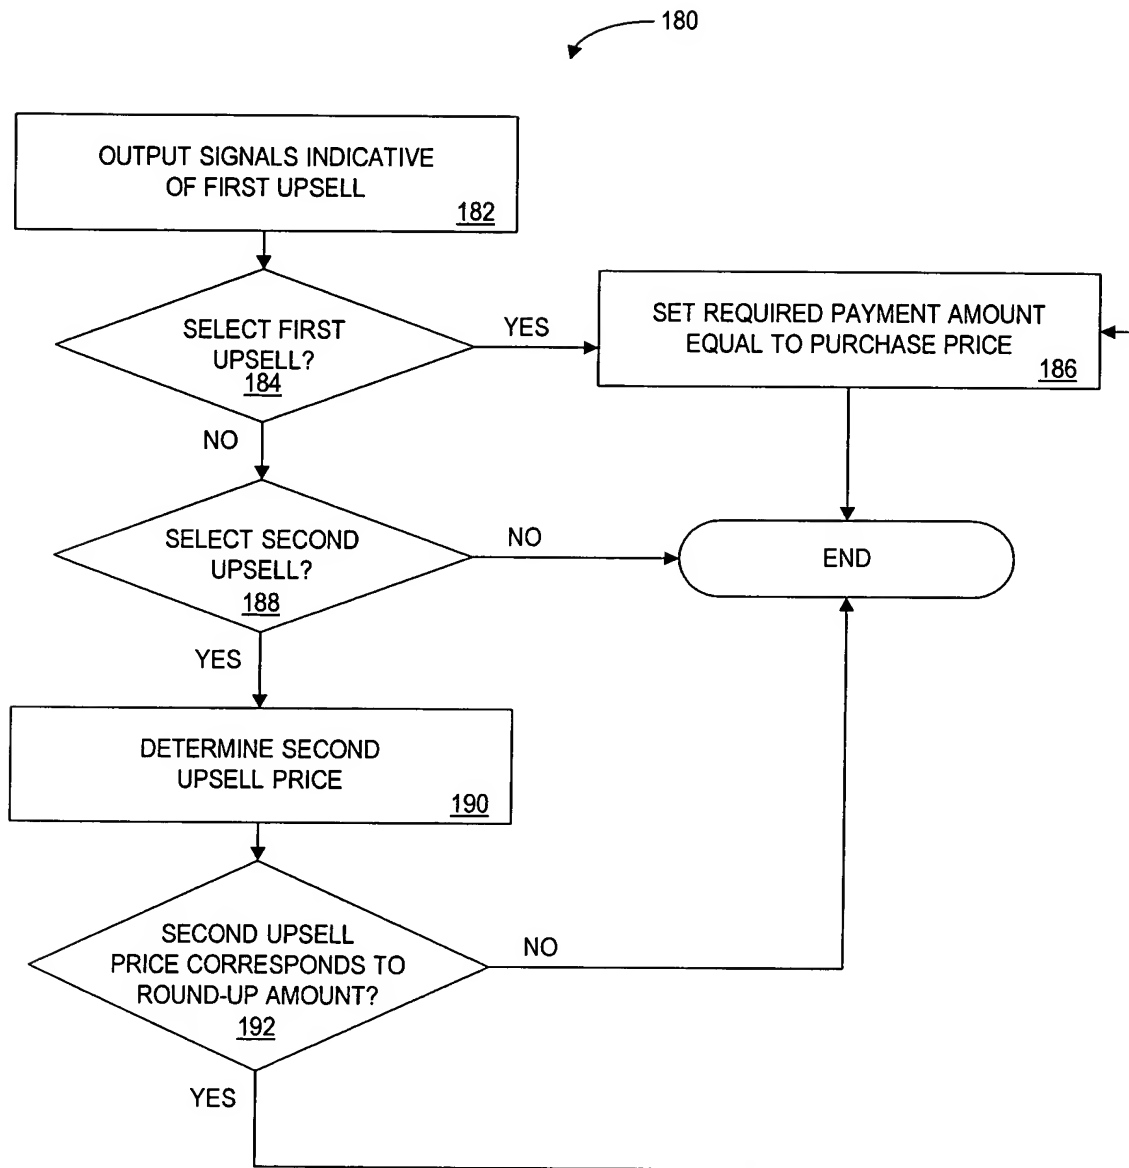 180
OUTPUT SIGNALS INDICATIVE
OF FIRST UPSELL
182
SELECT FIRST
UPSELL?
184
YES
SET REQUIRED PAYMENT AMOUNT
EQUAL TO PURCHASE PRICE
186
NO
SELECT SECOND
UPSELL?
188
NO
END
YES
DETERMINE SECOND
UPSELL PRICE
190
SECOND UPSELL
PRICE CORRESPONDS TO
ROUND-UP AMOUNT?
192
NO
YES